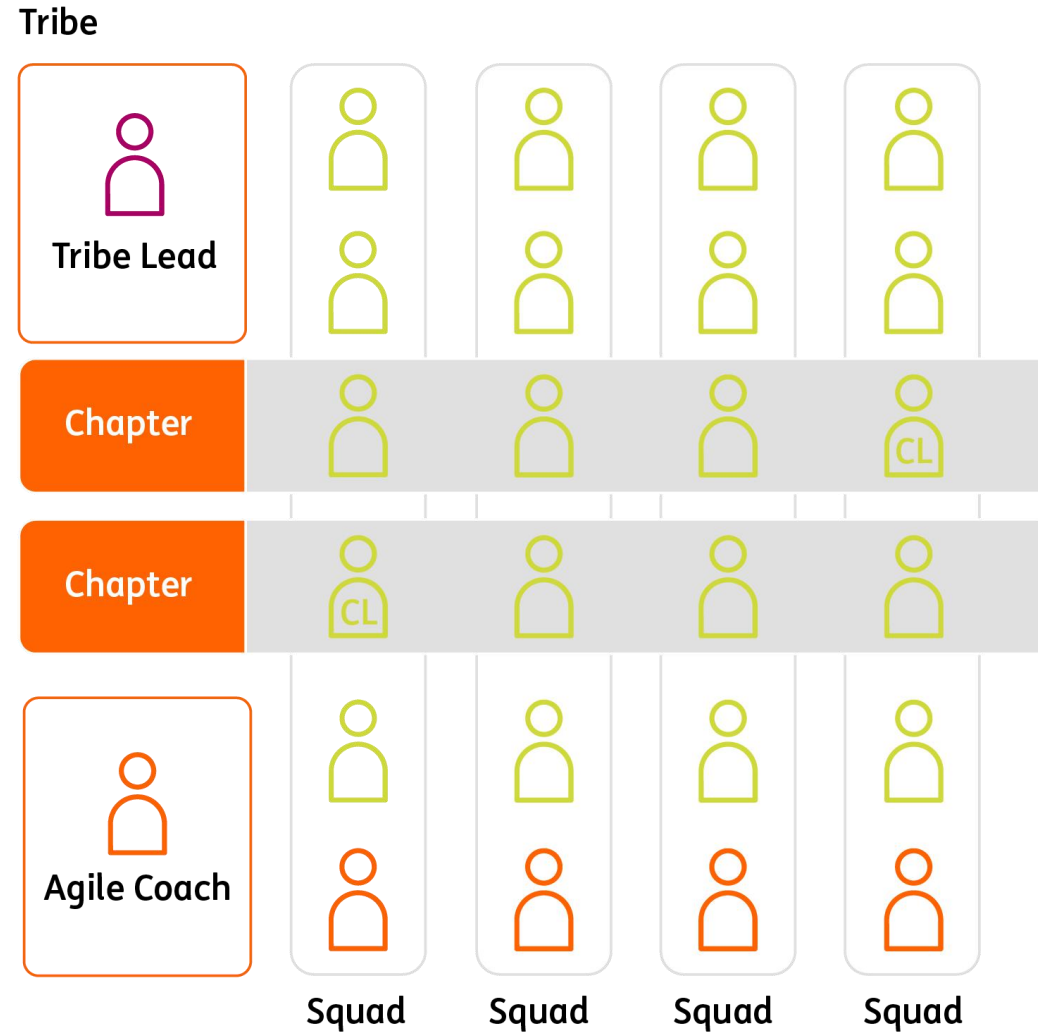 Tribe
Tribe Lead
Chapter
CL
Chapter
CL
Agile Coach
Squad Squad Squad Squad